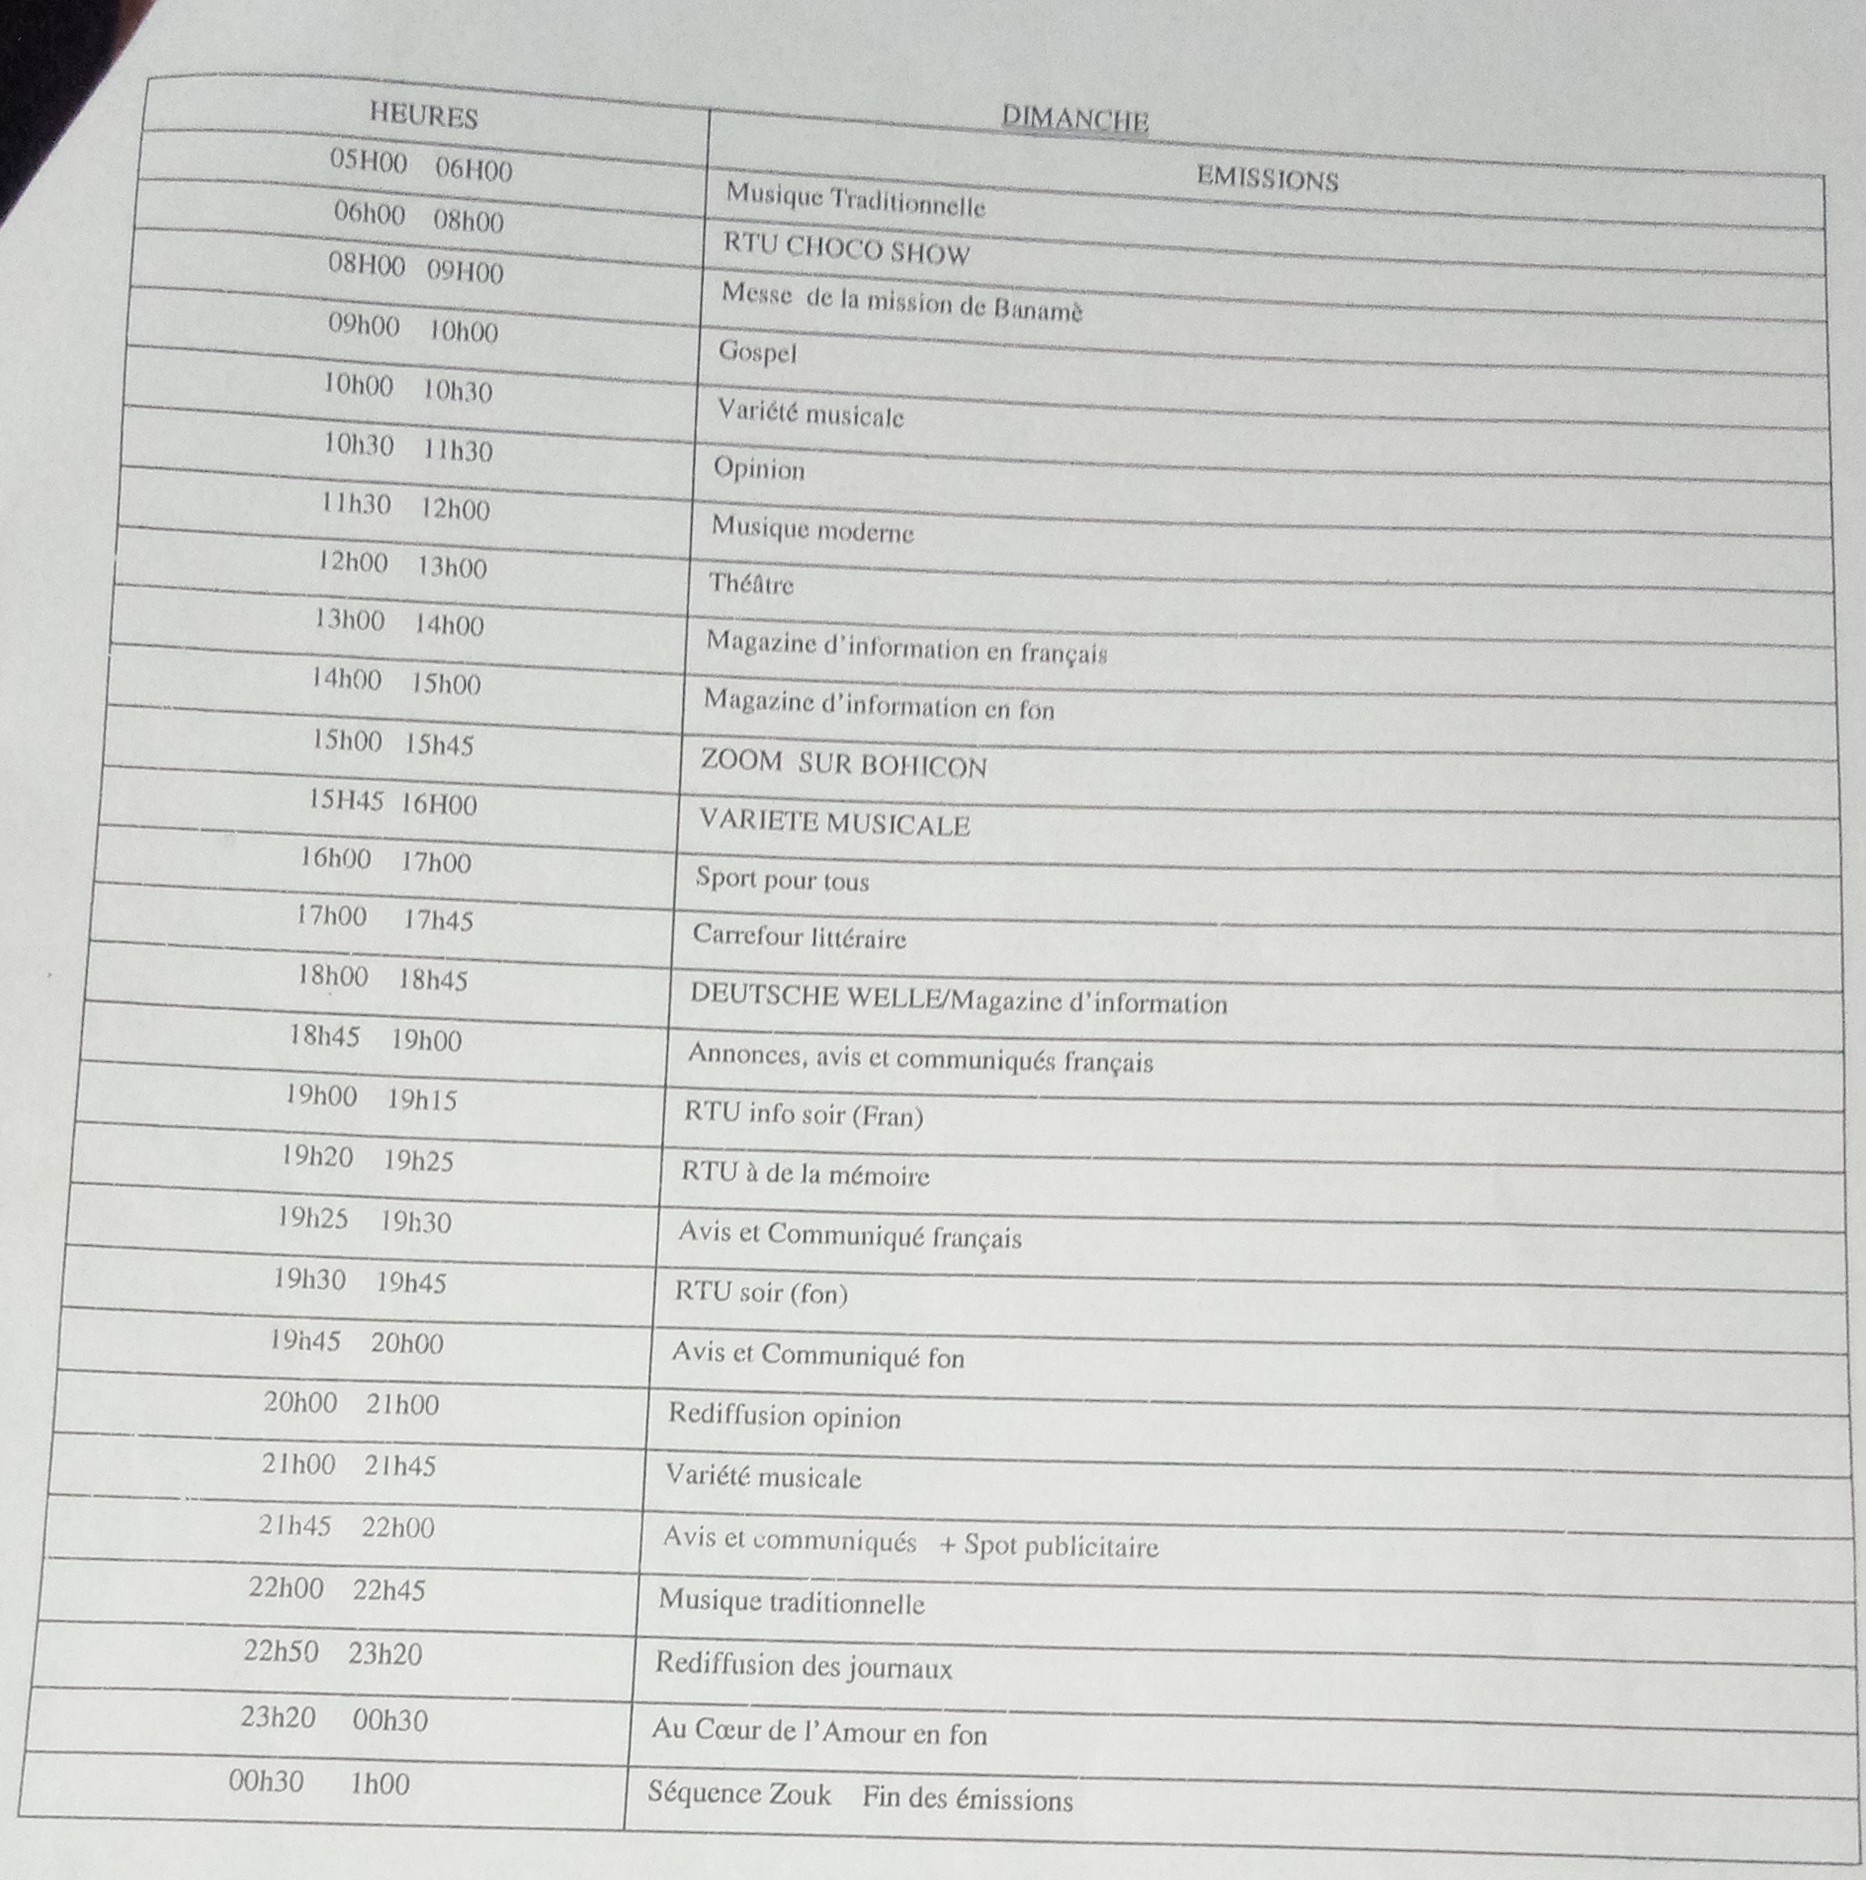 DIMANCHE
HEURES EMISSIONS
05H00 06H00 Musique Traditionnelle
06h00 08h00 RTU CHOCO SHOW
08H00 09H00 Messe de la mission de Banamè
09h00 10h00 Gospel
10h00 10h30 Variété musicale
10h30 11h30 Opinion
11h30 12h00 Musique moderne
12h00 13h00 Théâtre
13h00 14h00 Magazine d'information en français
14h00 15h00 Magazine d'information en fon
15h00 15h45 ZOOM SUR BOHICON
15H45 16H00 VARIETE MUSICALE
16h00 17h00 Sport pour tous
17h00 17h45 Carrefour littéraire
18h00 18h45 DEUTSCHE WELLE/Magazine d'information
18h45 19h00 Annonces, avis et communiqués français
19h00 19h15 RTU info soir (Fran)
19h20 19h25 RTU à de la mémoire
19h25 19h30 Avis et Communiqué français
19h30 19h45 RTU soir (fon)
19h45 20h00 Avis et Communiqué fon
20h00 21h00 Rediffusion opinion
21h00 21h45 Variété musicale
21h45 22h00 Avis et communiqués + Spot publicitaire
22h00 22h45 Musique traditionnelle
22h50 23h20 Rediffusion des journaux
23h20 00h30 Au Cœur de l'Amour en fon
00h30 1h00 Séquence Zouk Fin des émissions